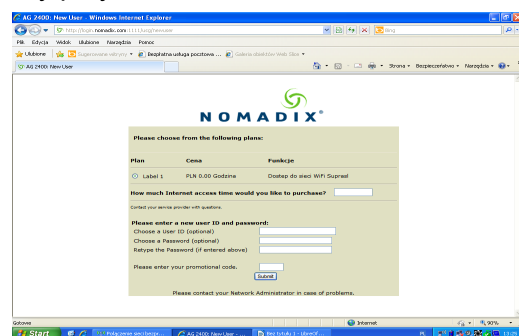 AG 2400: New User - Windows Internet Explorer
http://login.nomadix.com:1111/usg/newuser
Bing
Plik Edycja Widok Ulubione Narzędzia Pomoc
Ulubione Sugerowane witryny Bezpłatna usługa pocztowa ... Galeria obiektów Web Slice
AG 2400: New User
Strona Bezpieczeństwo Narzędzia
NOMADIX
Please choose from the following plans:
Plan Cena Funkcje
Label 1 PLN 0.00 Godzina Dostep do sieci WiFi Suprasl
How much Internet access time would you like to purchase?
Contact your service provider with questions.
Please enter a new user ID and password:
Choose a User ID (optional)
Choose a Password (optional)
Retype the Password (if entered above)
Please enter your promotional code.
Submit
Please contact your Network Administrator in case of problems.
Gotowe Internet 90%
Start Połączenie sieci bezpr... AG 2400: New User - ... Bez tytułu 1 - LibreOf... PL